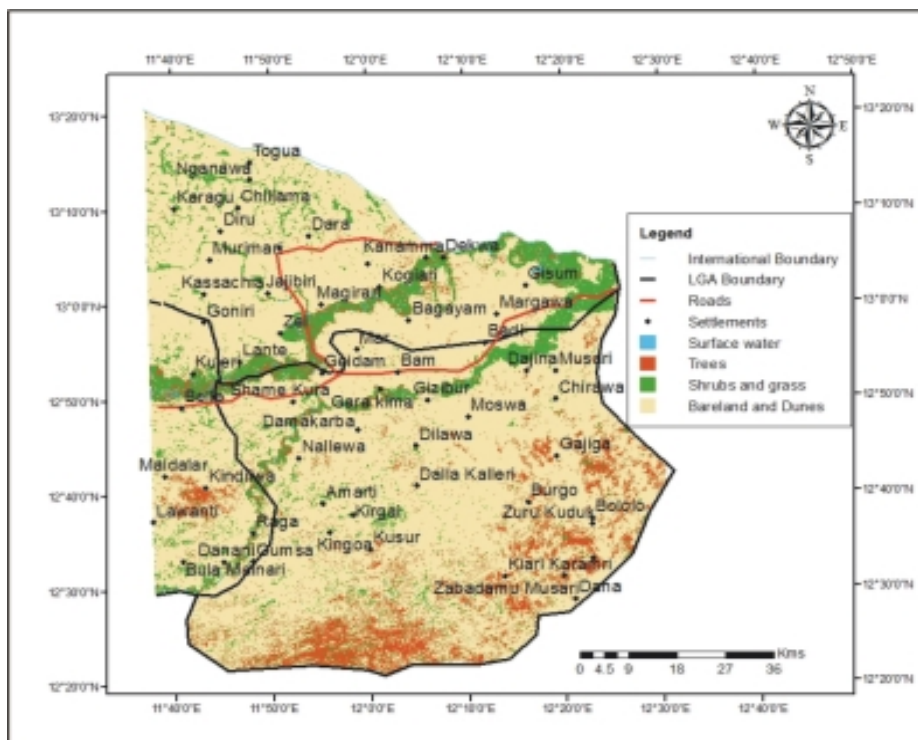 11°40'0"E 11°50'0"E 12°0'0"E 12°10'0"E 12°20'0"E 12°30'0"E 12°40'0"E 12°50'0"E
N
W E
S
13°20'0"N 13°20'0"N
Togua
Nganawa
Karagu Chillama
13°10'0"N 13°10'0"N
Diru Dara
Muriman Kanamma Dekwa
Kassachia Jajibiri Kogiari Gisum
Magirari
13°0'0"N 13°0'0"N
Goniri Bagayam Margawa
Zai Badi
Mar
Kujeri Lante Geidam Bam Dajina Musari
Shame Kura Gizibur Chirawa
12°50'0"N 12°50'0"N
Gara kima Moswa
Damakarba
Nallewa Dilawa Gajiga
Maidalar Kindiwa Dalla Kalleri
12°40'0"N 12°40'0"N
Amarti Burgo
Lawanti Kirgai Zuru Kuduk Bololo
Raga Kingoa Kusur
Danani Gumsa Kiari Karamri
Bula Mainari Zabadamu Musari Dana
12°30'0"N 12°30'0"N
12°20'0"N 12°20'0"N
Legend
International Boundary
LGA Boundary
Roads
Settlements
Surface water
Trees
Shrubs and grass
Bareland and Dunes
Kms
0 4.5 9 18 27 36
11°40'0"E 11°50'0"E 12°0'0"E 12°10'0"E 12°20'0"E 12°30'0"E 12°40'0"E 12°50'0"E